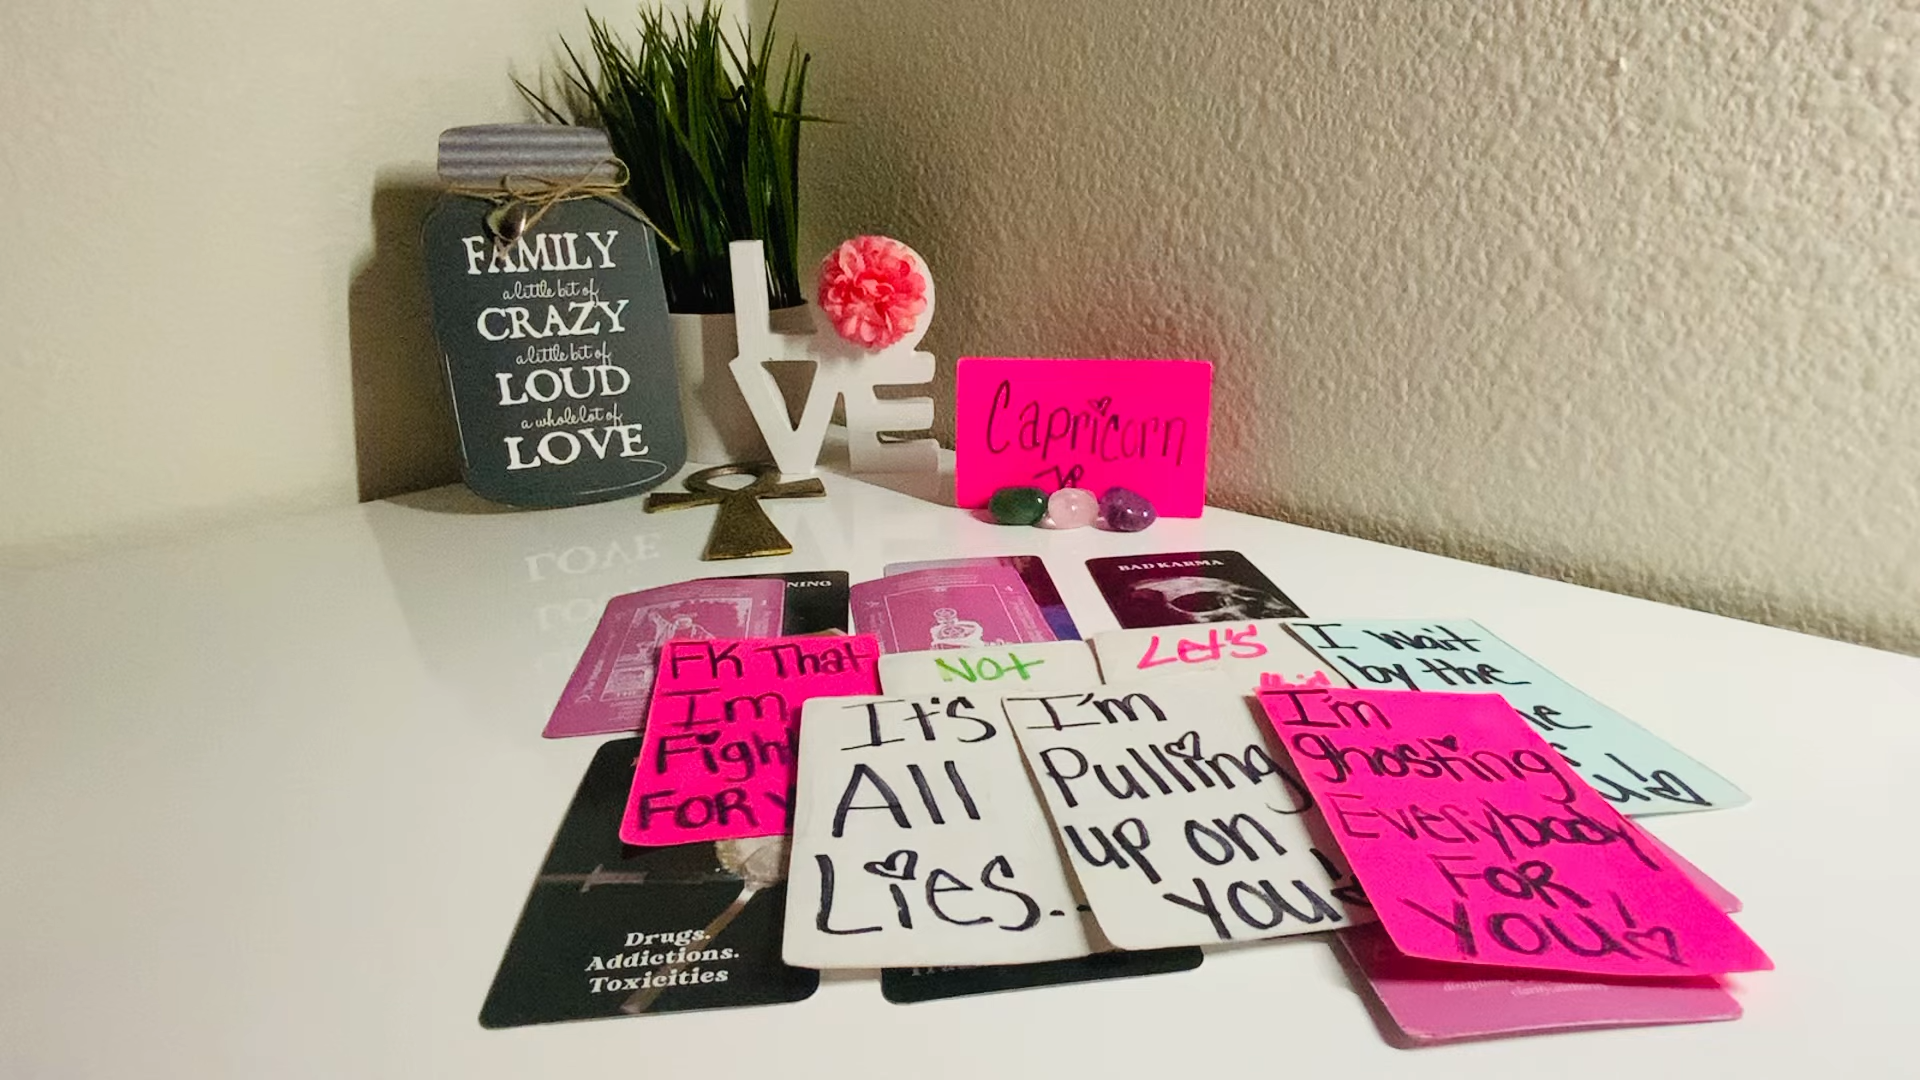 FAMILY
a little bit of
CRAZY
a little bit of
LOUD
a whole lot of
LOVE
LOVE
Capricorn
NING
BAD KARMA
FK That
I'm
Fight
FOR Y
Not
Let's
I wait
by the
It's
All
Lies..
I'm
Pulling
up on
You!
I'm
ghosting
Everybody
FOR
You!
Drugs.
Addictions.
Toxicities